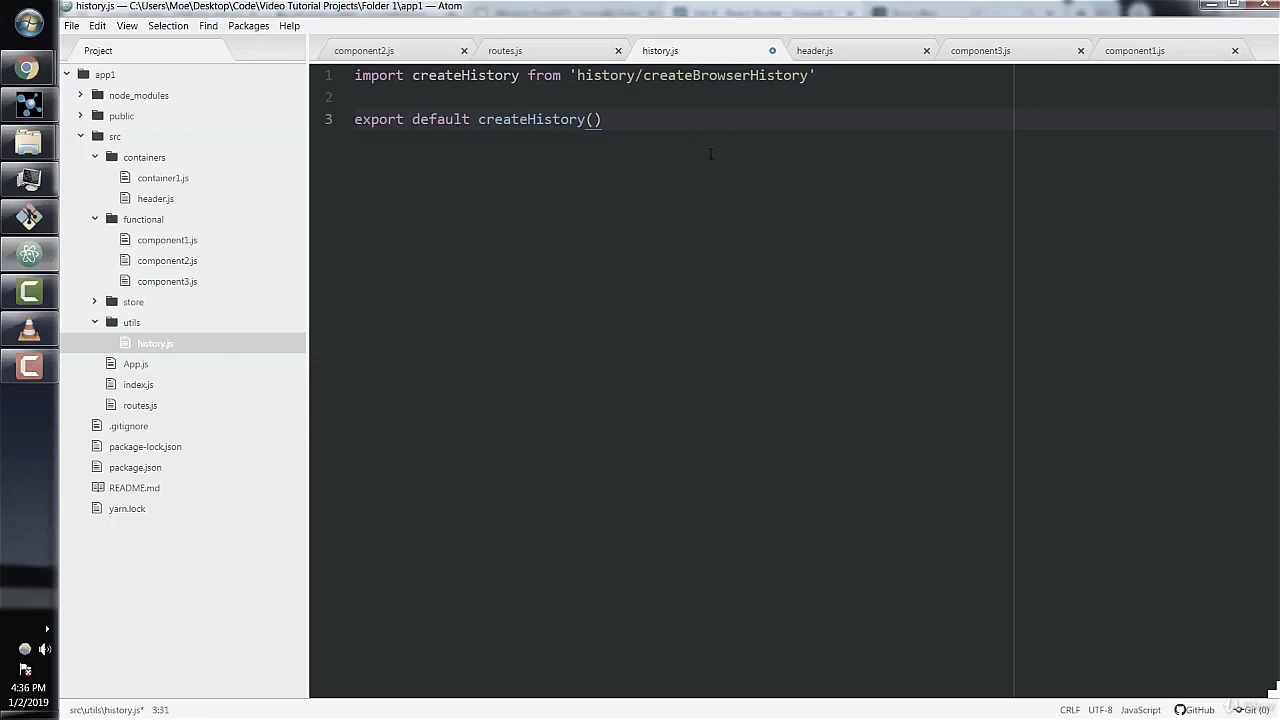 history.js — C:\Users\Moe\Desktop\Code\Video Tutorial Projects\Folder 1\app1 — Atom
File Edit View Selection Find Packages Help
Project
component2.js routes.js history.js header.js component3.js component1.js
app1
node_modules
public
src
containers
container1.js
header.js
functional
component1.js
component2.js
component3.js
store
utils
history.js
App.js
index.js
routes.js
.gitignore
package-lock.json
package.json
README.md
yarn.lock
1 import createHistory from 'history/createBrowserHistory'
2
3 export default createHistory()
4:36 PM
1/2/2019
src\utils\history.js* 3:31
CRLF UTF-8 JavaScript GitHub Git (0)